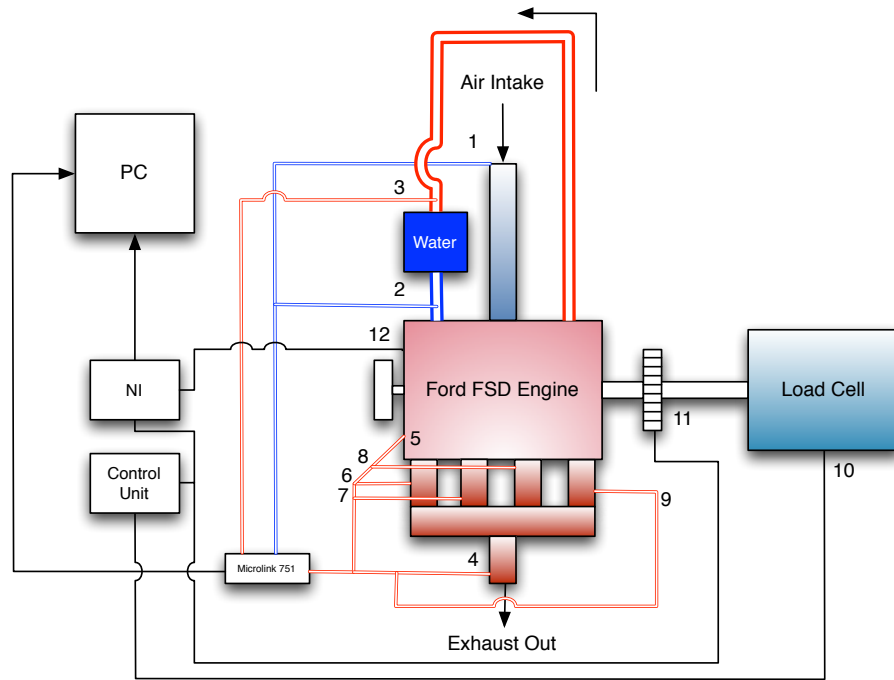 Air Intake
1
PC
3
Water
2
12
Ford FSD Engine
Load Cell
NI
11
5
8
Control
Unit
6
7
9
10
4
Microlink 751
Exhaust Out